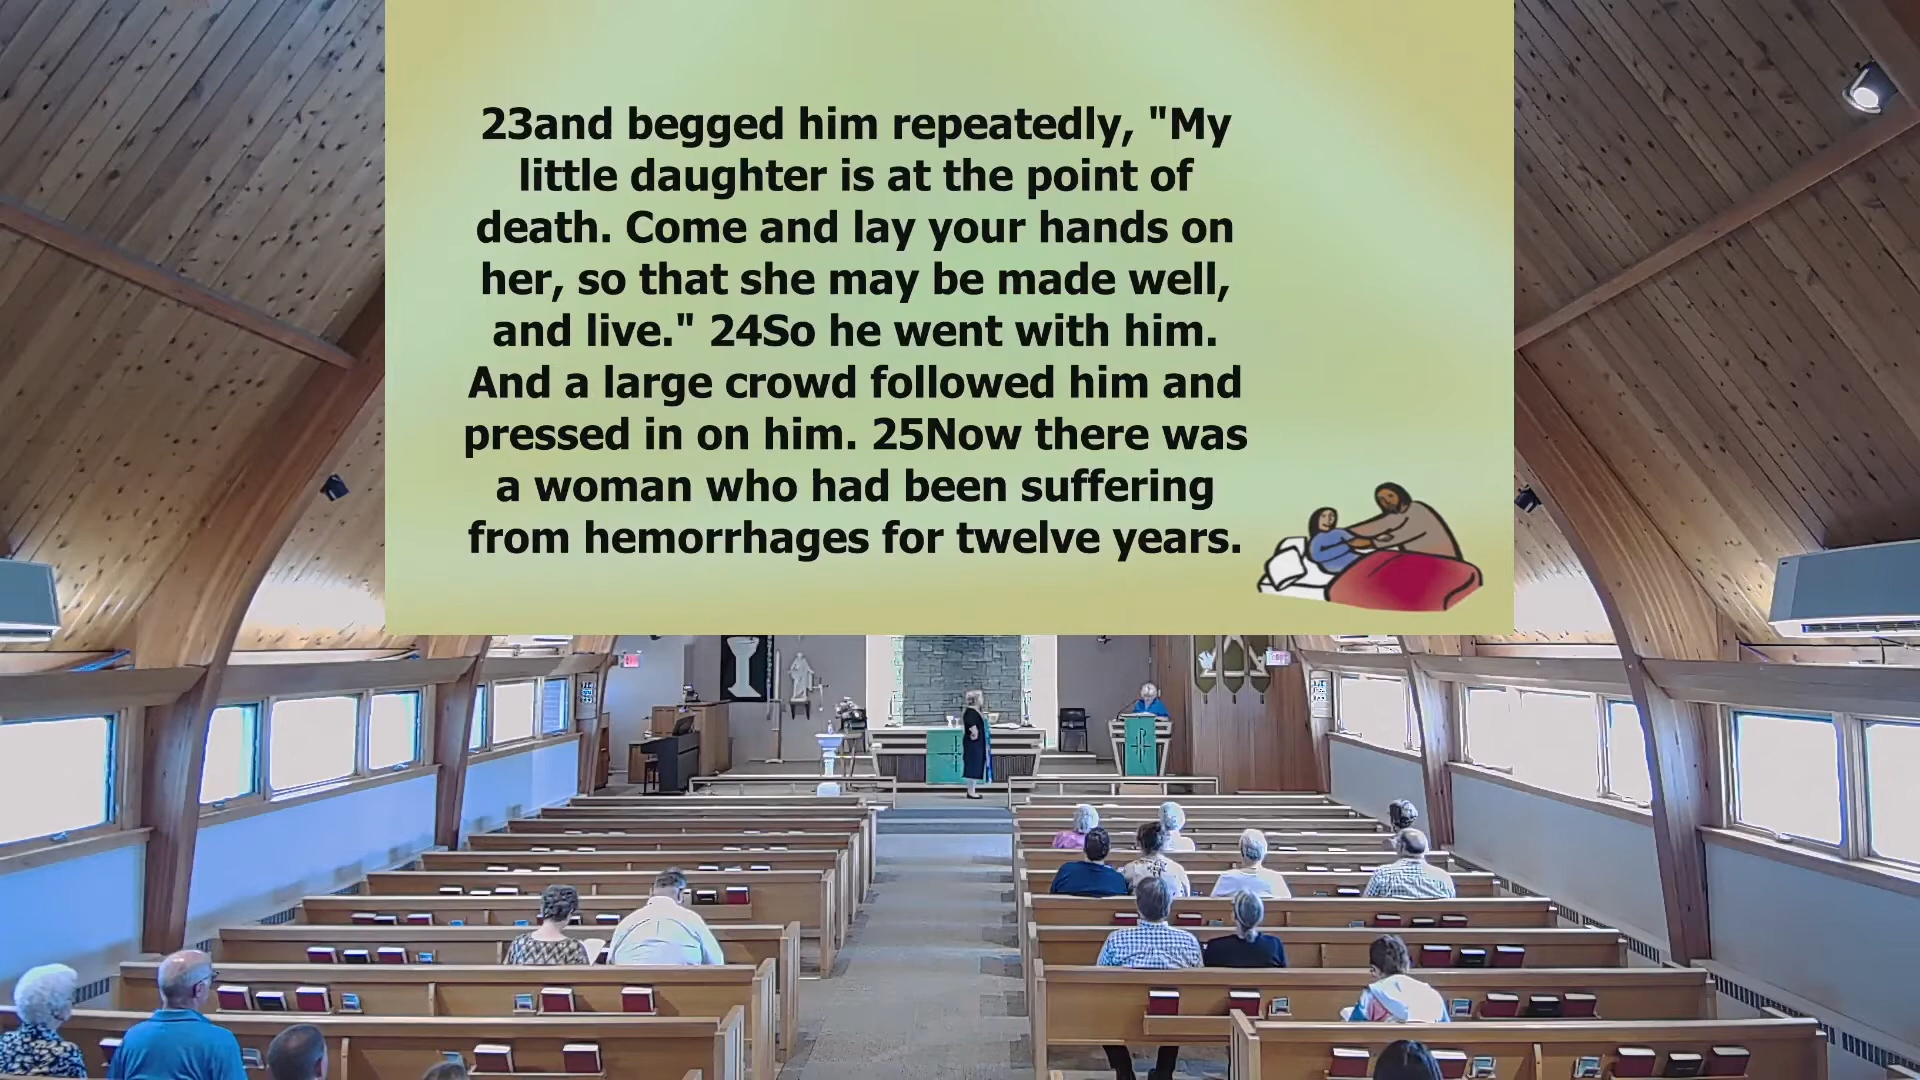 23and begged him repeatedly, "My
little daughter is at the point of
death. Come and lay your hands on
her, so that she may be made well,
and live." 24So he went with him.
And a large crowd followed him and
pressed in on him. 25Now there was
a woman who had been suffering
from hemorrhages for twelve years.